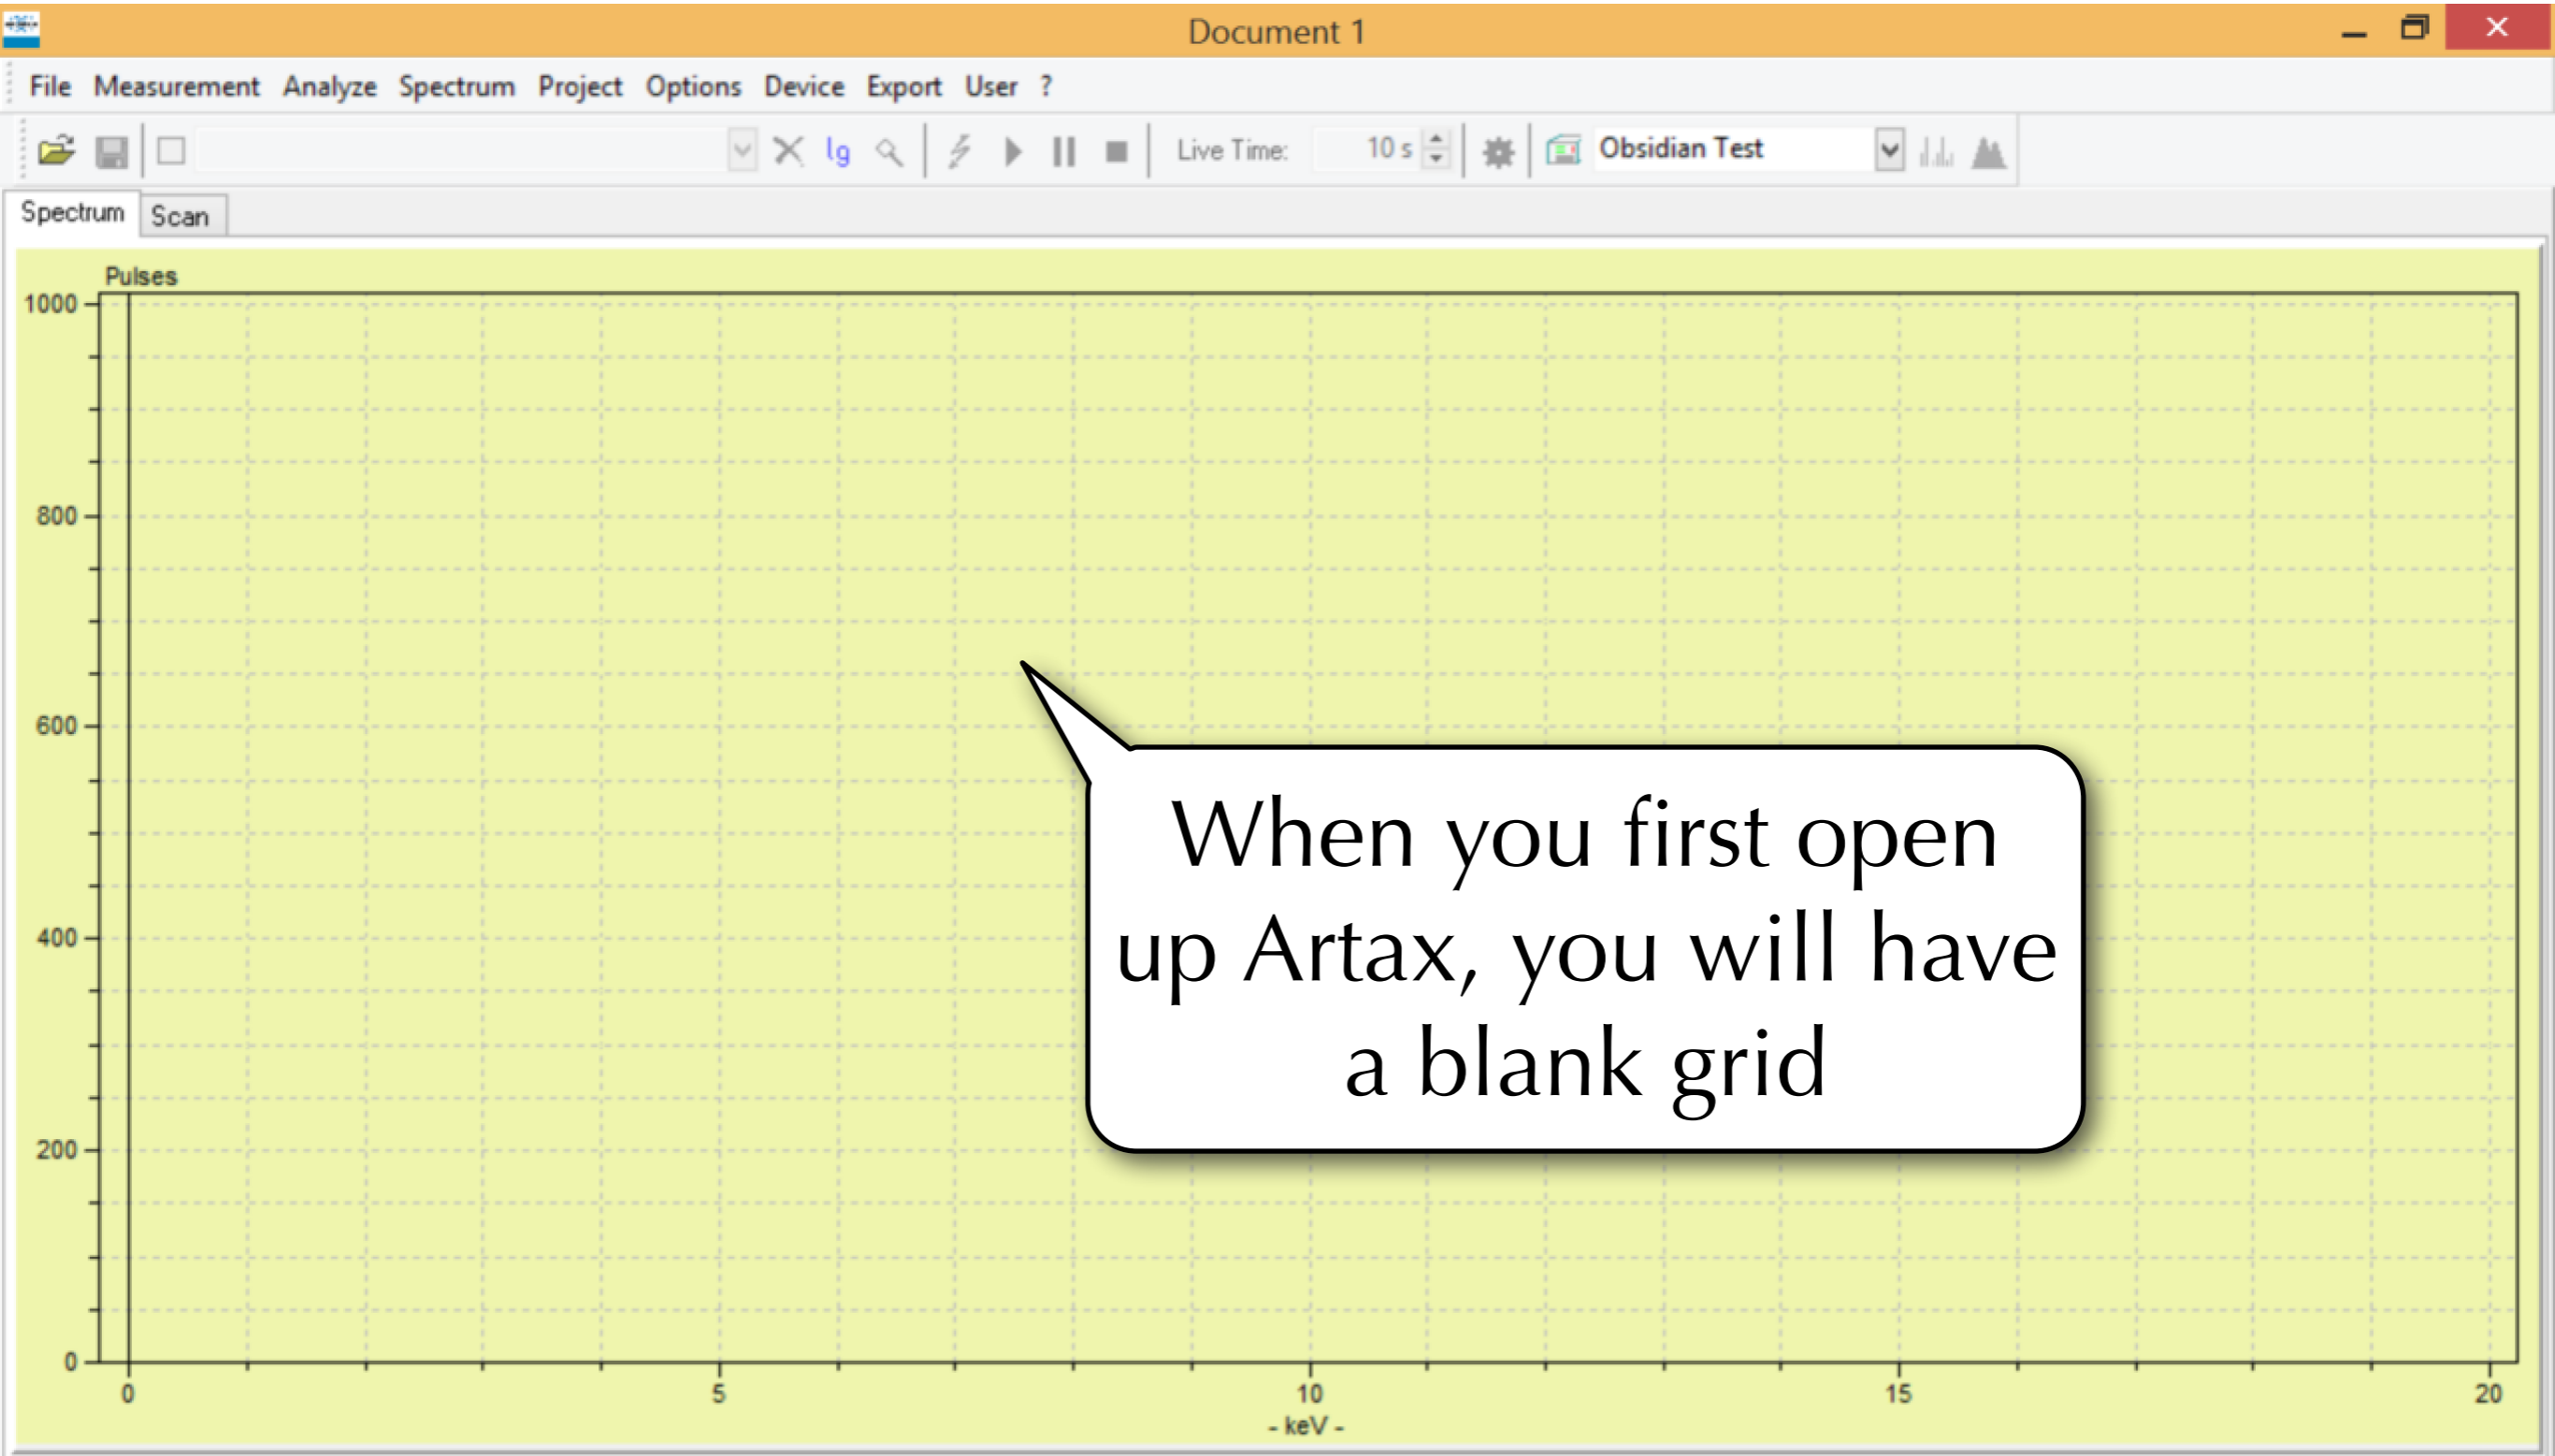 Document 1
File Measurement Analyze Spectrum Project Options Device Export User ?
lg Live Time: 10 s Obsidian Test
Spectrum Scan
Pulses
1000
800
600
400
200
0
When you first open
up Artax, you will have
a blank grid
0 5 10 15 20
- keV -